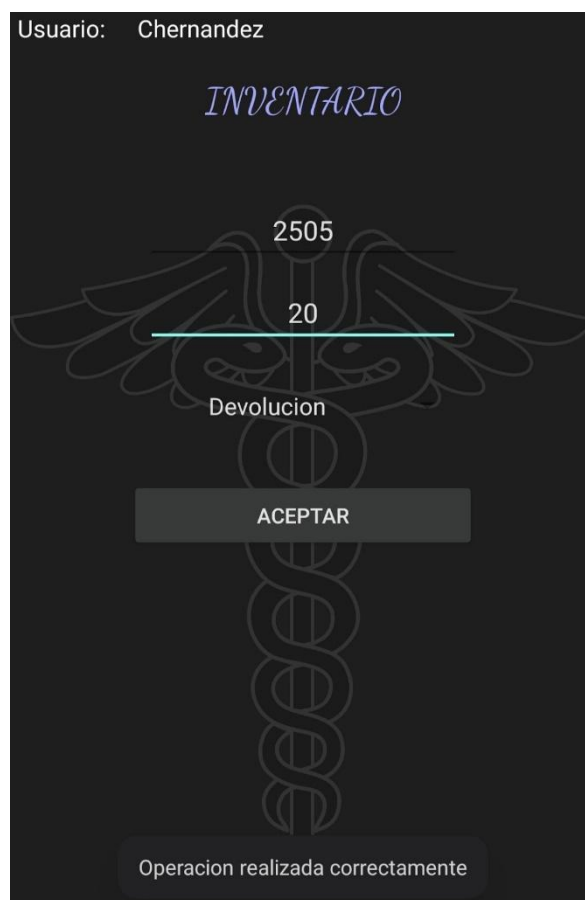 Usuario: Chernandez
INVENTARIO
2505
20
Devolucion
ACEPTAR
Operacion realizada correctamente